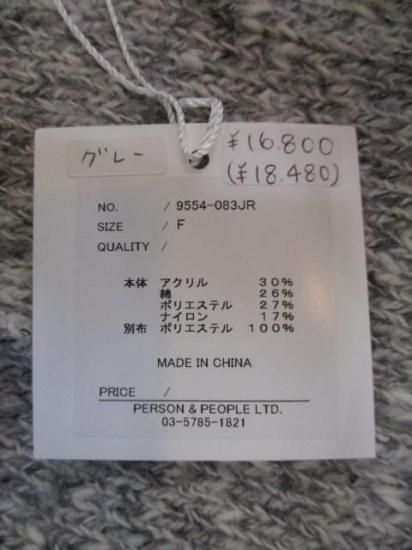 グレー
¥16.800
(¥18.480)
NO. / 9554-083JR
SIZE / F
QUALITY /
本体 アクリル 30%
綿 26%
ポリエステル 27%
ナイロン 17%
別布 ポリエステル 100%
MADE IN CHINA
PRICE /
PERSON & PEOPLE LTD.
03-5785-1821